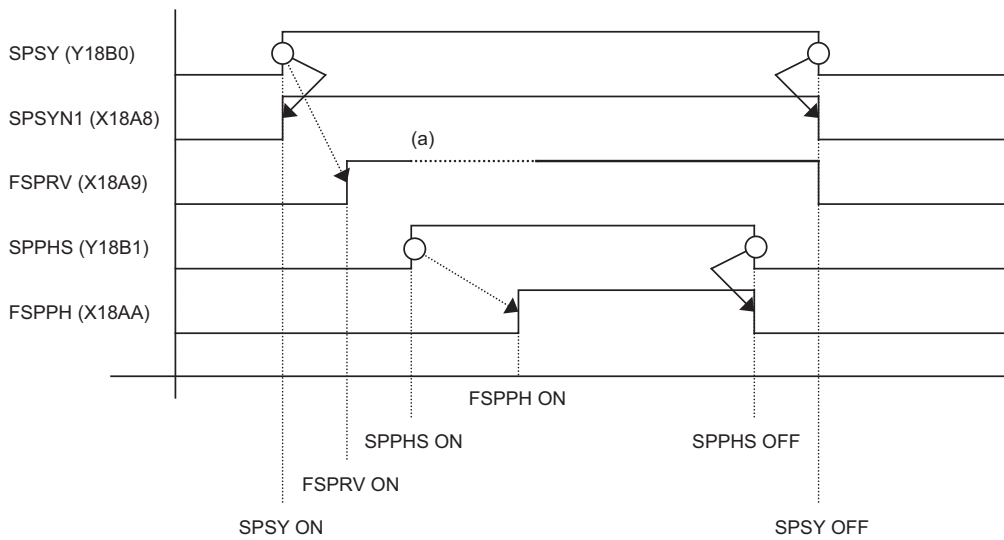 SPSY (Y18B0)
SPSYN1 (X18A8)
(a)
FSPRV (X18A9)
SPPHS (Y18B1)
FSPPH (X18AA)
FSPPH ON
SPPHS ON
SPPHS OFF
FSPRV ON
SPSY ON
SPSY OFF